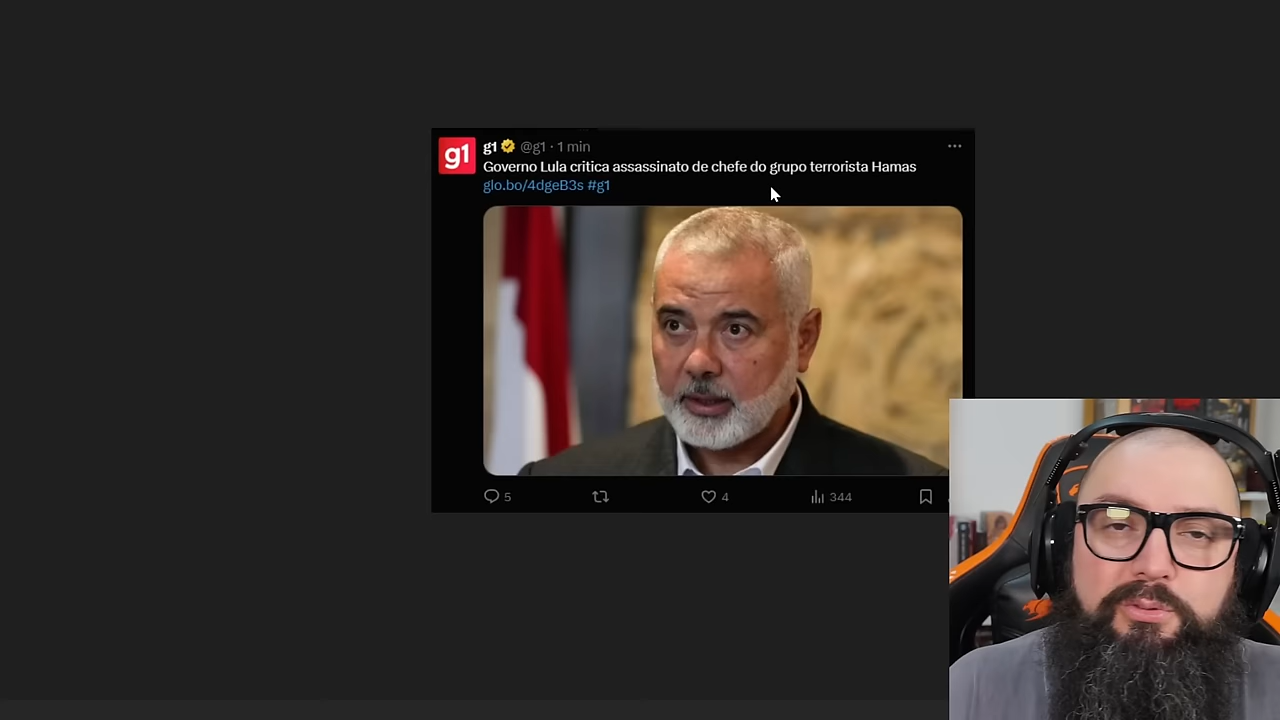 g1
g1 @g1 · 1 min
Governo Lula critica assassinato de chefe do grupo terrorista Hamas
glo.bo/4dgeB3s #g1
5 4 344